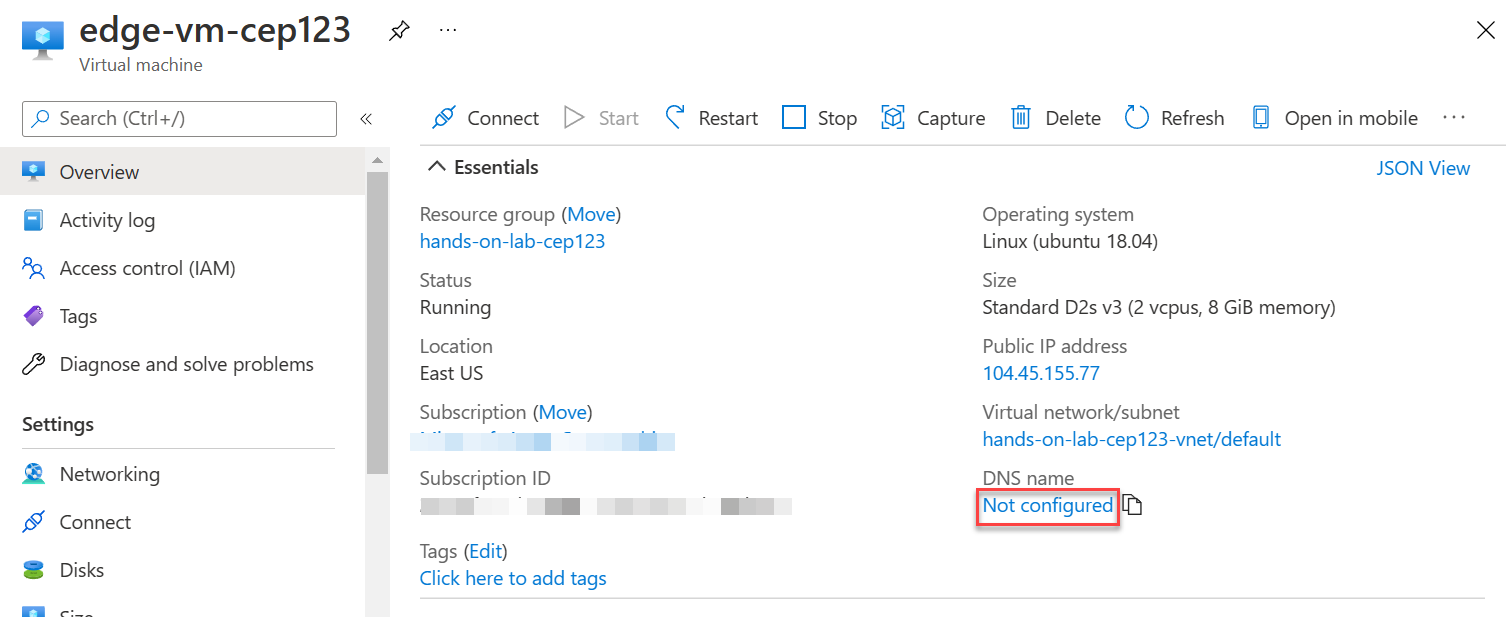 edge-vm-cep123
Virtual machine
Search (Ctrl+/)
Overview
Activity log
Access control (IAM)
Tags
Diagnose and solve problems
Settings
Networking
Connect
Disks
Size
Connect
Start
Restart
Stop
Capture
Delete
Refresh
Open in mobile
Essentials
JSON View
Resource group (Move)
hands-on-lab-cep123
Status
Running
Location
East US
Subscription (Move)
Subscription ID
Tags (Edit)
Click here to add tags
Operating system
Linux (ubuntu 18.04)
Size
Standard D2s v3 (2 vcpus, 8 GiB memory)
Public IP address
104.45.155.77
Virtual network/subnet
hands-on-lab-cep123-vnet/default
DNS name
Not configured